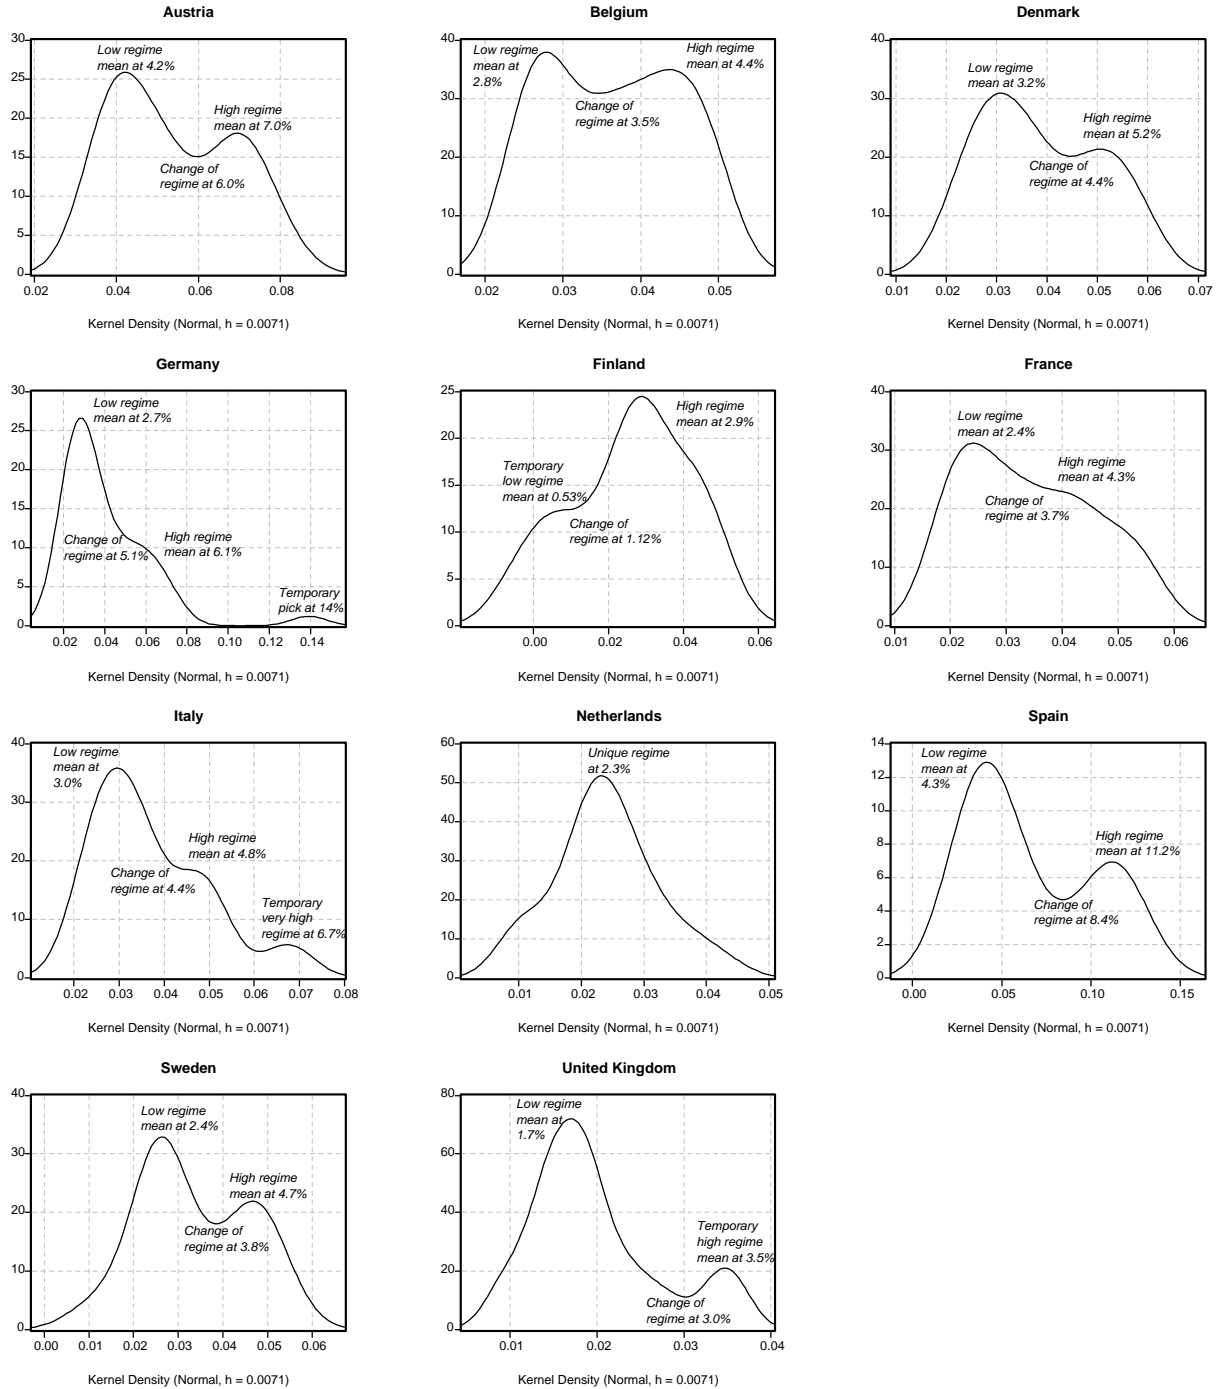 Austria
30
25
20
15
10
5
0
Low regime
mean at 4.2%
High regime
mean at 7.0%
Change of
regime at 6.0%
0.02 0.04 0.06 0.08
Kernel Density (Normal, h = 0.0071)
Belgium
40
30
20
10
0
Low regime
mean at
2.8%
High regime
mean at 4.4%
Change of
regime at 3.5%
0.02 0.03 0.04 0.05
Kernel Density (Normal, h = 0.0071)
Denmark
40
30
20
10
0
Low regime
mean at 3.2%
High regime
mean at 5.2%
Change of
regime at 4.4%
0.01 0.02 0.03 0.04 0.05 0.06 0.07
Kernel Density (Normal, h = 0.0071)
Germany
30
25
20
15
10
5
0
Low regime
mean at 2.7%
Change of
regime at 5.1%
High regime
mean at 6.1%
Temporary
pick at 14%
0.02 0.04 0.06 0.08 0.10 0.12 0.14
Kernel Density (Normal, h = 0.0071)
Finland
25
20
15
10
5
0
High regime
mean at 2.9%
Temporary
low regime
mean at 0.53%
Change of
regime at 1.12%
0.00 0.02 0.04 0.06
Kernel Density (Normal, h = 0.0071)
France
40
30
20
10
0
Low regime
mean at 2.4%
High regime
mean at 4.3%
Change of
regime at 3.7%
0.01 0.02 0.03 0.04 0.05 0.06
Kernel Density (Normal, h = 0.0071)
Italy
40
30
20
10
0
Low regime
mean at
3.0%
High regime
mean at 4.8%
Change of
regime at 4.4%
Temporary
very high
regime at 6.7%
0.02 0.03 0.04 0.05 0.06 0.07 0.08
Kernel Density (Normal, h = 0.0071)
Netherlands
60
50
40
30
20
10
0
Unique regime
at 2.3%
0.01 0.02 0.03 0.04 0.05
Kernel Density (Normal, h = 0.0071)
Spain
14
12
10
8
6
4
2
0
Low regime
mean at
4.3%
High regime
mean at 11.2%
Change of
regime at 8.4%
0.00 0.05 0.10 0.15
Kernel Density (Normal, h = 0.0071)
Sweden
40
30
20
10
0
Low regime
mean at 2.4%
High regime
mean at 4.7%
Change of
regime at 3.8%
0.00 0.01 0.02 0.03 0.04 0.05 0.06
Kernel Density (Normal, h = 0.0071)
United Kingdom
80
60
40
20
0
Low regime
mean at
1.7%
Temporary
high regime
mean at 3.5%
Change of
regime at 3.0%
0.01 0.02 0.03 0.04
Kernel Density (Normal, h = 0.0071)